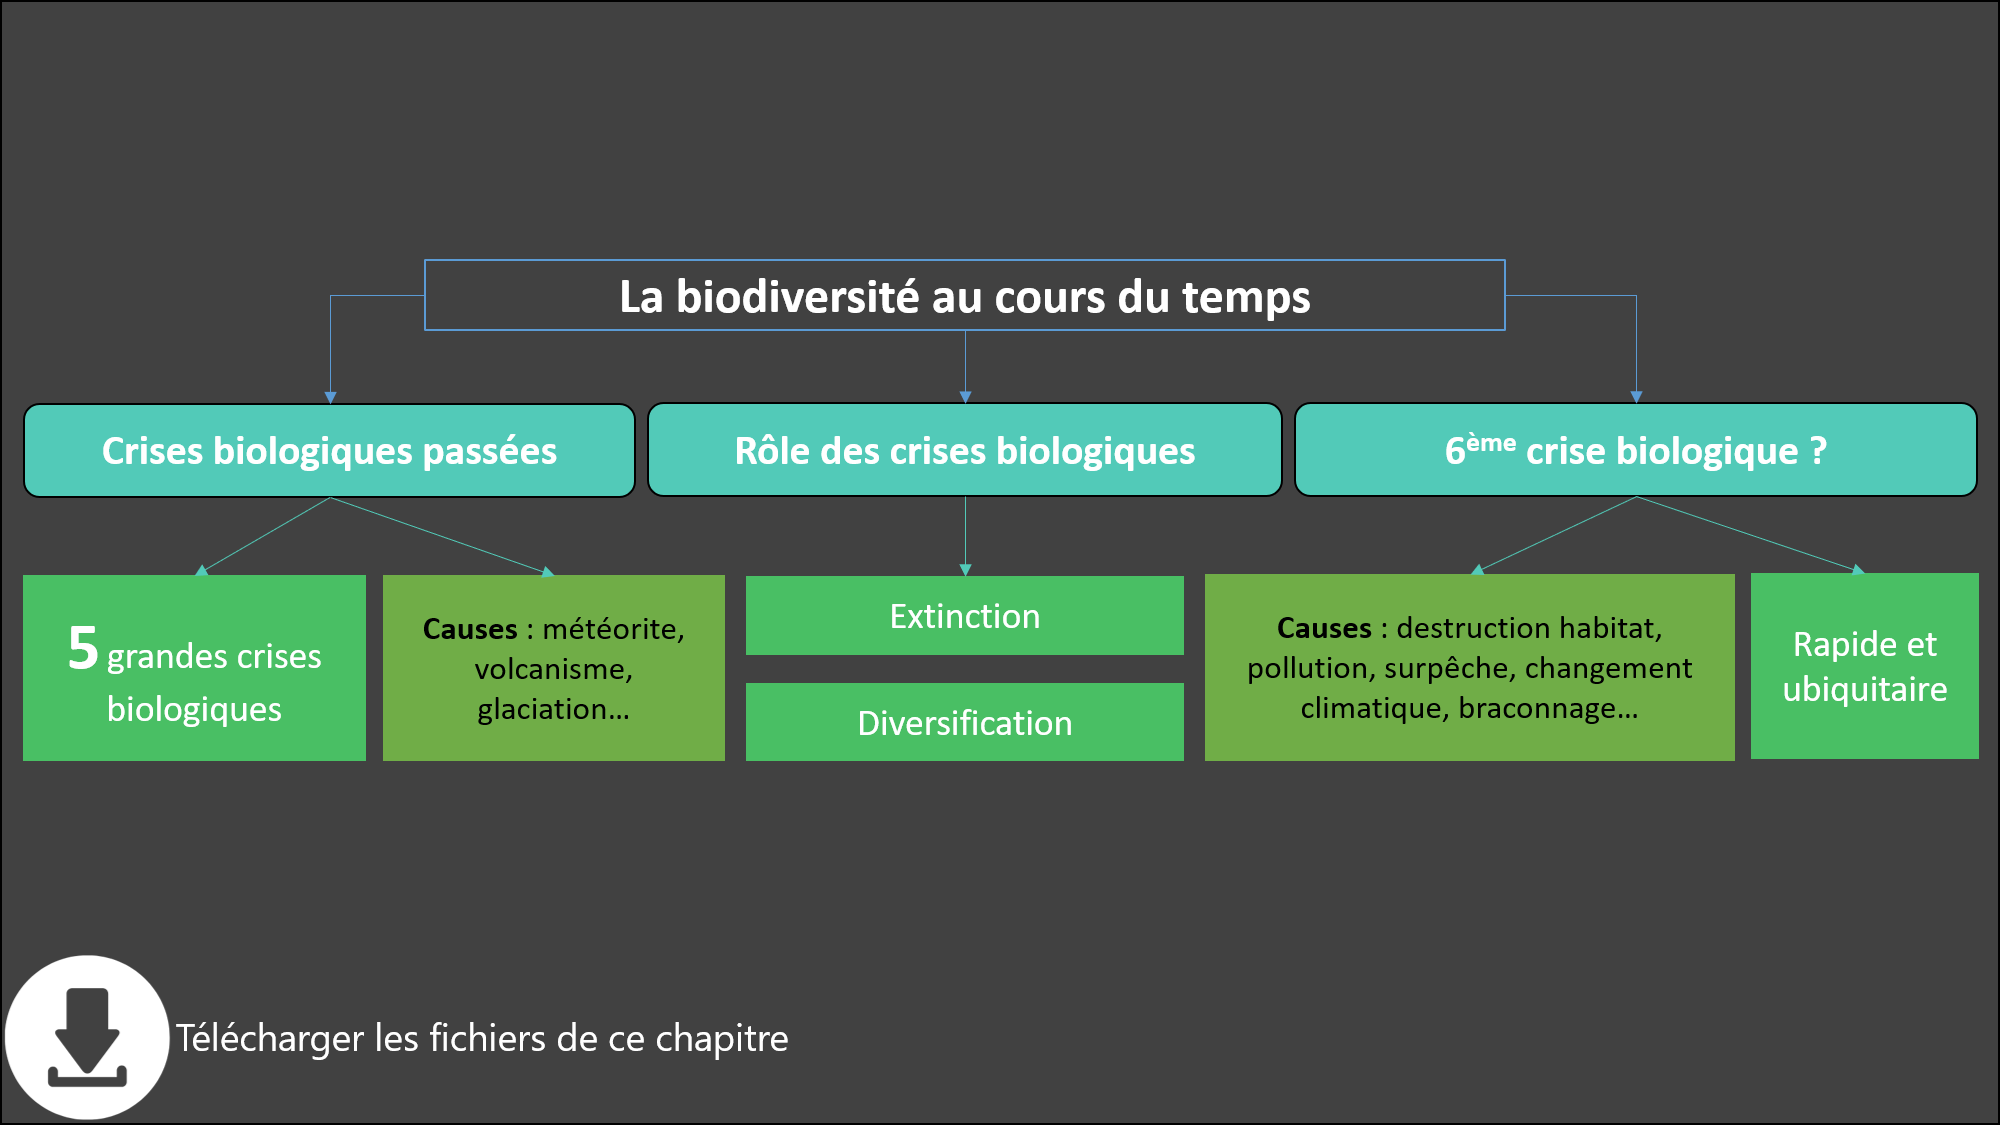 La biodiversité au cours du temps
Crises biologiques passées
Rôle des crises biologiques
6ème crise biologique ?
5 grandes crises
biologiques
Causes : météorite,
volcanisme,
glaciation...
Extinction
Diversification
Causes : destruction habitat,
pollution, surpêche, changement
climatique, braconnage...
Rapide et
ubiquitaire
Télécharger les fichiers de ce chapitre